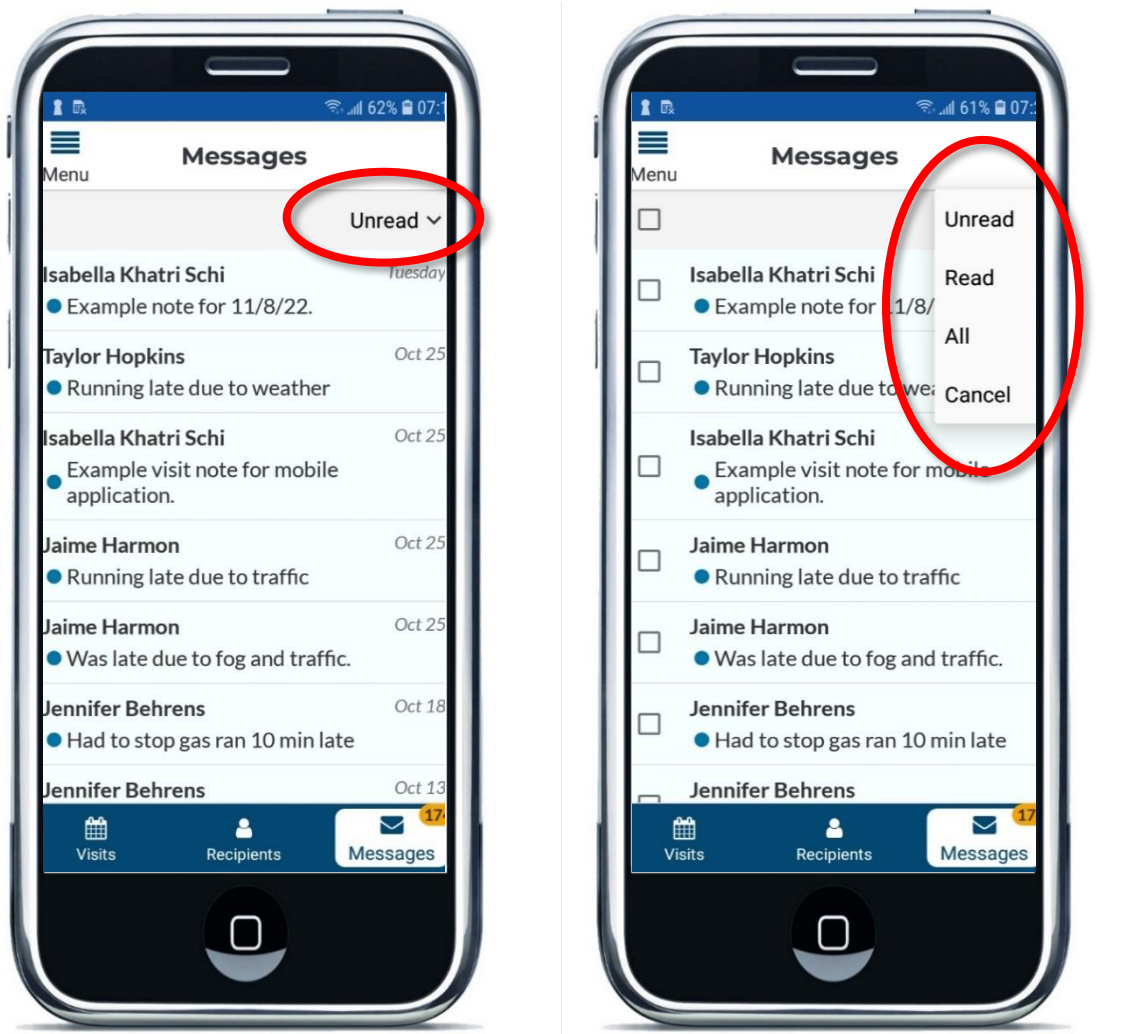 62% 07:1
Messages
Menu
Unread
Isabella Khatri Schi Tuesday
Example note for 11/8/22.
Taylor Hopkins Oct 25
Running late due to weather
Isabella Khatri Schi Oct 25
Example visit note for mobile
application.
Jaime Harmon Oct 25
Running late due to traffic
Jaime Harmon Oct 25
Was late due to fog and traffic.
Jennifer Behrens Oct 18
Had to stop gas ran 10 min late
Jennifer Behrens Oct 13
17
Visits Recipients Messages
61% 07:
Messages
Menu
Unread
Read
All
Cancel
Isabella Khatri Schi
Example note for 11/8/
Taylor Hopkins
Running late due to wea
Isabella Khatri Schi
Example visit note for mobile
application.
Jaime Harmon
Running late due to traffic
Jaime Harmon
Was late due to fog and traffic.
Jennifer Behrens
Had to stop gas ran 10 min late
Jennifer Behrens
17
Visits Recipients Messages